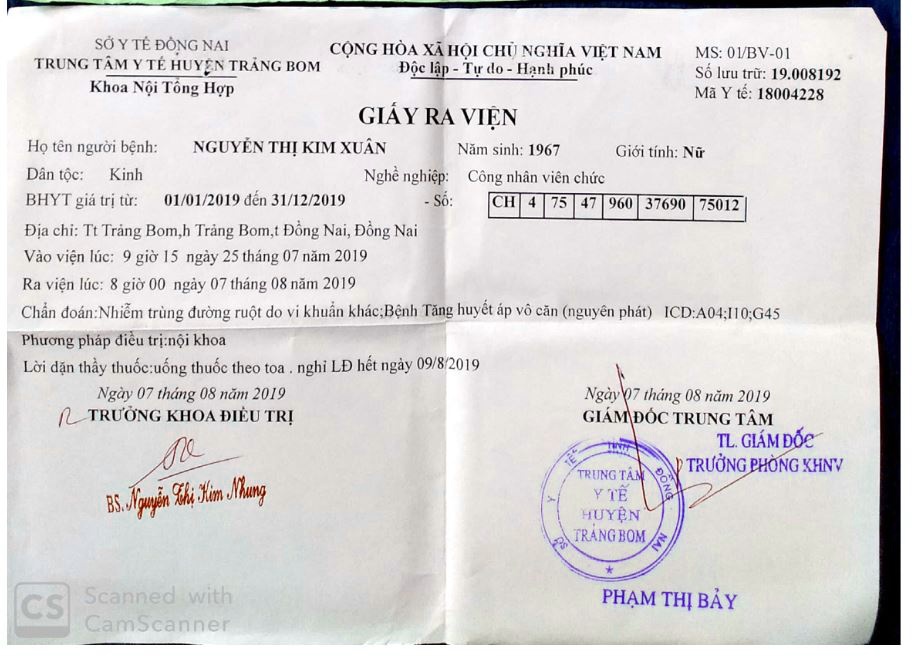 SỞ Y TẾ ĐỒNG NAI
TRUNG TÂM Y TẾ HUYỆN TRẢNG BOM
Khoa Nội Tổng Hợp
CỘNG HÒA XÃ HỘI CHỦ NGHĨA VIỆT NAM
Độc lập - Tự do - Hạnh phúc
MS: 01/BV-01
Số lưu trữ: 19.008192
Mã Y tế: 18004228
GIẤY RA VIỆN
Họ tên người bệnh: NGUYỄN THỊ KIM XUÂN Năm sinh: 1967 Giới tính: Nữ
Dân tộc: Kinh Nghề nghiệp: Công nhân viên chức
BHYT giá trị từ: 01/01/2019 đến 31/12/2019 - Số: CH 4 75 47 960 37690 75012
Địa chỉ: Tt Trảng Bom,h Trảng Bom,t Đồng Nai, Đồng Nai
Vào viện lúc: 9 giờ 15 ngày 25 tháng 07 năm 2019
Ra viện lúc: 8 giờ 00 ngày 07 tháng 08 năm 2019
Chẩn đoán:Nhiễm trùng đường ruột do vi khuẩn khác;Bệnh Tăng huyết áp vô căn (nguyên phát) ICD:A04;I10;G45
Phương pháp điều trị:nội khoa
Lời dặn thầy thuốc:uống thuốc theo toa . nghỉ LĐ hết ngày 09/8/2019
Ngày 07 tháng 08 năm 2019
TRƯỞNG KHOA ĐIỀU TRỊ
BS. Nguyễn Thị Kim Nhung
Ngày 07 tháng 08 năm 2019
GIÁM ĐỐC TRUNG TÂM
TL. GIÁM ĐỐC
TRƯỞNG PHÒNG KHNV
SỞ Y TẾ TỈNH ĐỒNG NAI
TRUNG TÂM
Y TẾ
HUYỆN
TRẢNG BOM
PHẠM THỊ BẢY
CS Scanned with
CamScanner